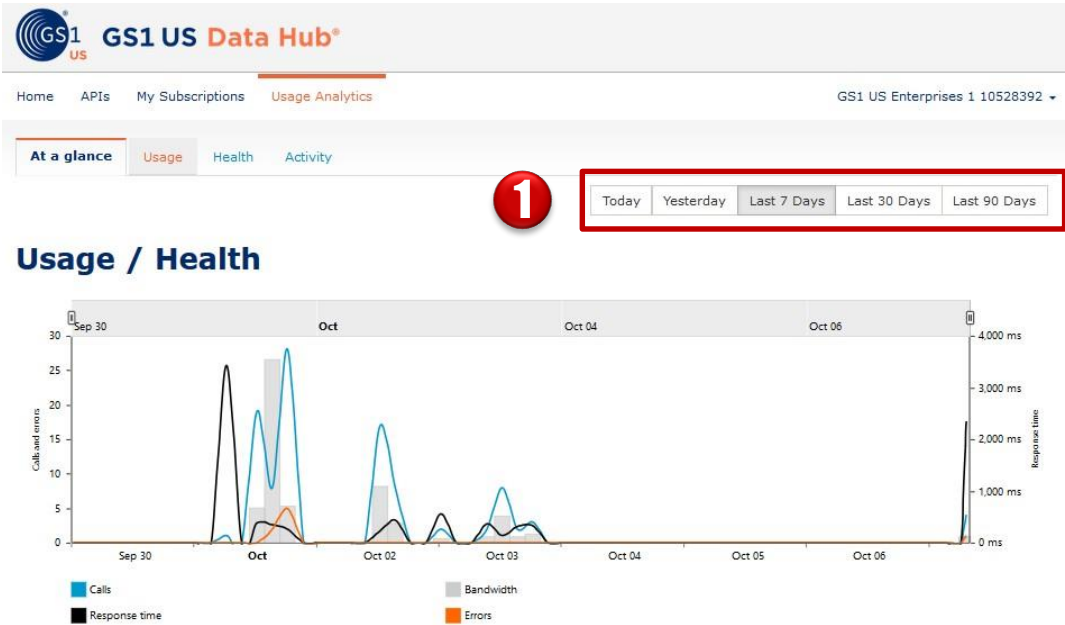 GS1 US GS1 US Data Hub®
Home APIs My Subscriptions Usage Analytics GS1 US Enterprises 1 10528392
At a glance Usage Health Activity
1 Today Yesterday Last 7 Days Last 30 Days Last 90 Days
Usage / Health
Sep 30 Oct Oct 04 Oct 06
30 4,000 ms
25
3,000 ms
20
15 2,000 ms
Calls and errors Response time
10
1,000 ms
5
0 0 ms
Sep 30 Oct Oct 02 Oct 03 Oct 04 Oct 05 Oct 06
Calls Bandwidth
Response time Errors